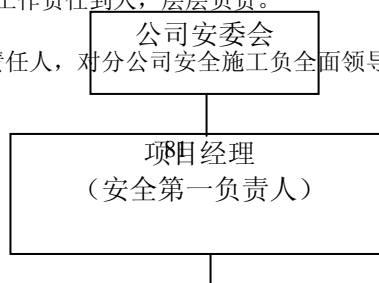 工作责任到人，层层负责。
公司安委会
责任人，对分公司安全施工负全面领导
项目经理
81
（安全第一负责人）